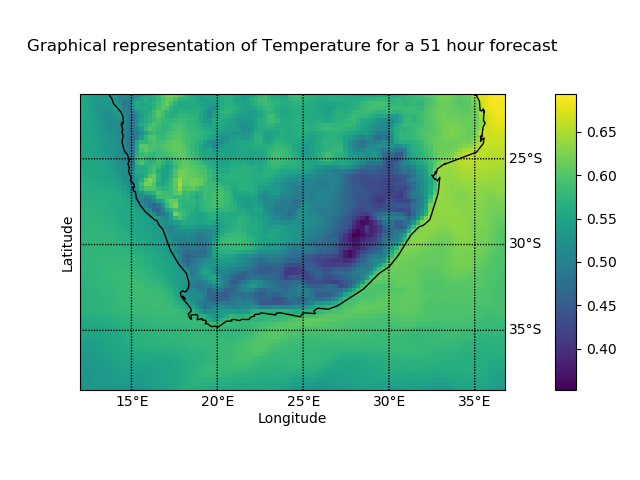 Graphical representation of Temperature for a 51 hour forecast
0.65
0.60
0.55
0.50
0.45
0.40
25°S
30°S
35°S
Latitude
15°E 20°E 25°E 30°E 35°E
Longitude